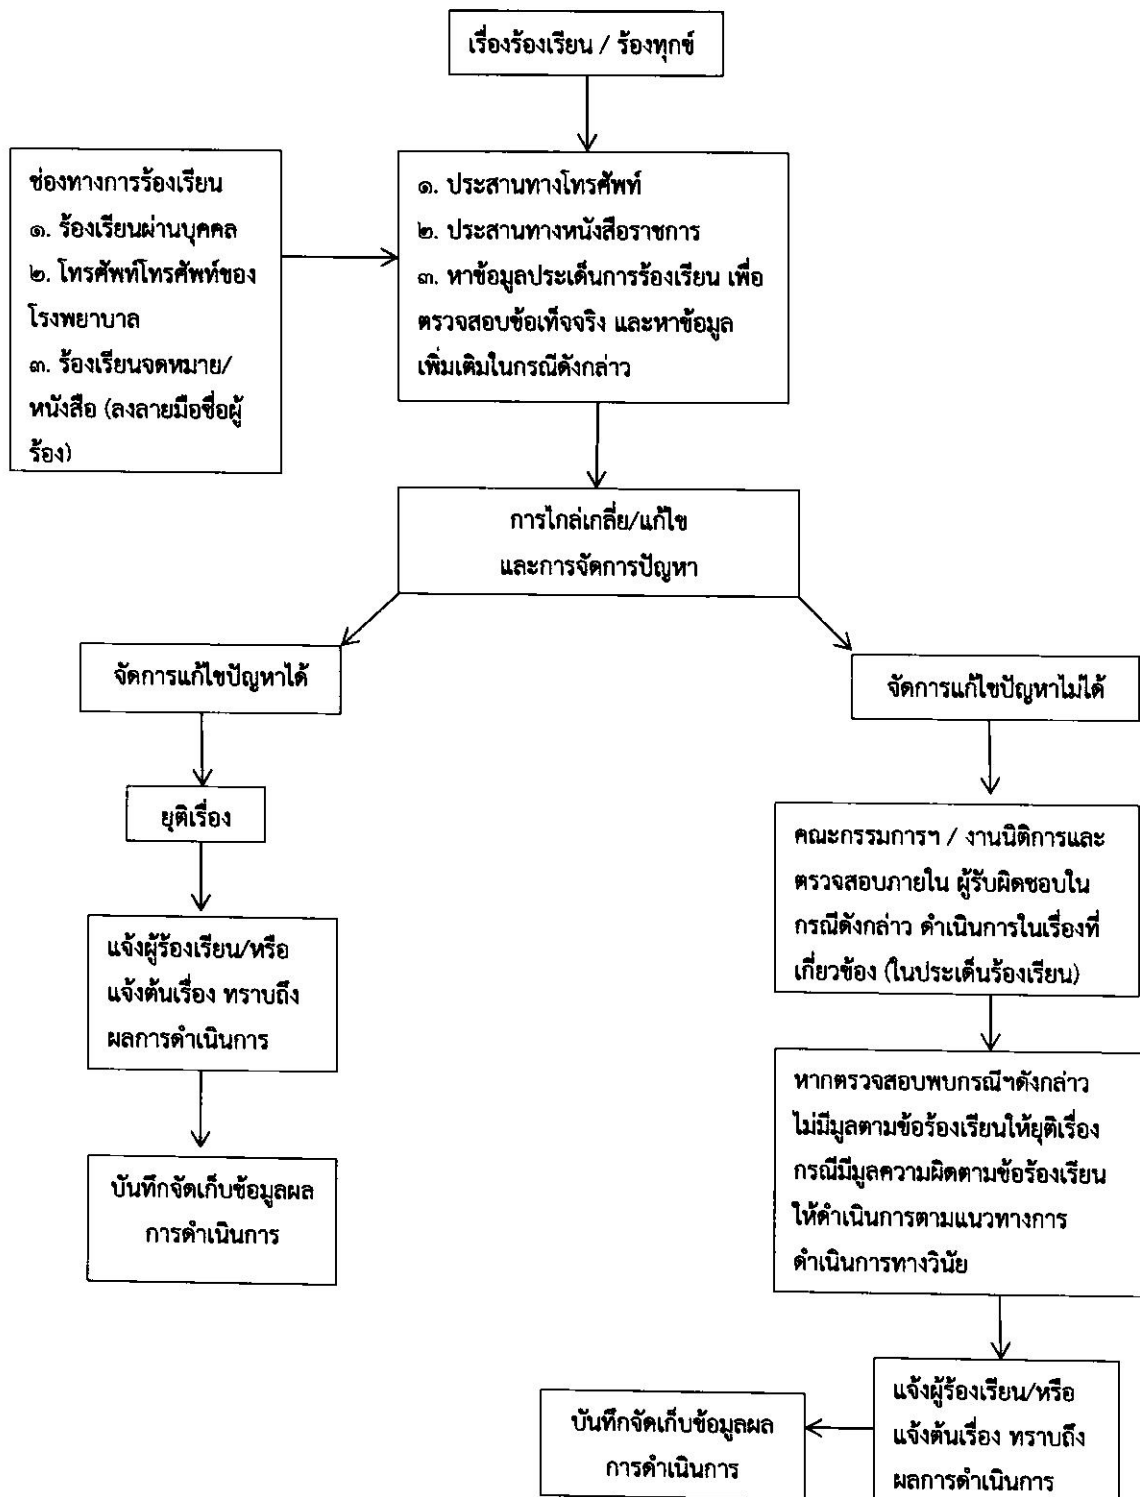 เรื่องร้องเรียน / ร้องทุกข์
ช่องทางการร้องเรียน
๑. ร้องเรียนผ่านบุคคล
๒. โทรศัพท์โทรศัพท์ของ
โรงพยาบาล
๓. ร้องเรียนจดหมาย/
หนังสือ (ลงลายมือชื่อผู้
ร้อง)
๑. ประสานทางโทรศัพท์
๒. ประสานทางหนังสือราชการ
๓. หาข้อมูลประเด็นการร้องเรียน เพื่อ
ตรวจสอบข้อเท็จจริง และหาข้อมูล
เพิ่มเติมในกรณีดังกล่าว
การไกล่เกลี่ย/แก้ไข
และการจัดการปัญหา
จัดการแก้ไขปัญหาได้
ยุติเรื่อง
แจ้งผู้ร้องเรียน/หรือ
แจ้งต้นเรื่อง ทราบถึง
ผลการดำเนินการ
บันทึกจัดเก็บข้อมูลผล
การดำเนินการ
จัดการแก้ไขปัญหาไม่ได้
คณะกรรมการฯ / งานนิติการและ
ตรวจสอบภายใน ผู้รับผิดชอบใน
กรณีดังกล่าว ดำเนินการในเรื่องที่
เกี่ยวข้อง (ในประเด็นร้องเรียน)
หากตรวจสอบพบกรณีฯดังกล่าว
ไม่มีมูลตามข้อร้องเรียนให้ยุติเรื่อง
กรณีมีมูลความผิดตามข้อร้องเรียน
ให้ดำเนินการตามแนวทางการ
ดำเนินการทางวินัย
แจ้งผู้ร้องเรียน/หรือ
แจ้งต้นเรื่อง ทราบถึง
ผลการดำเนินการ
บันทึกจัดเก็บข้อมูลผล
การดำเนินการ